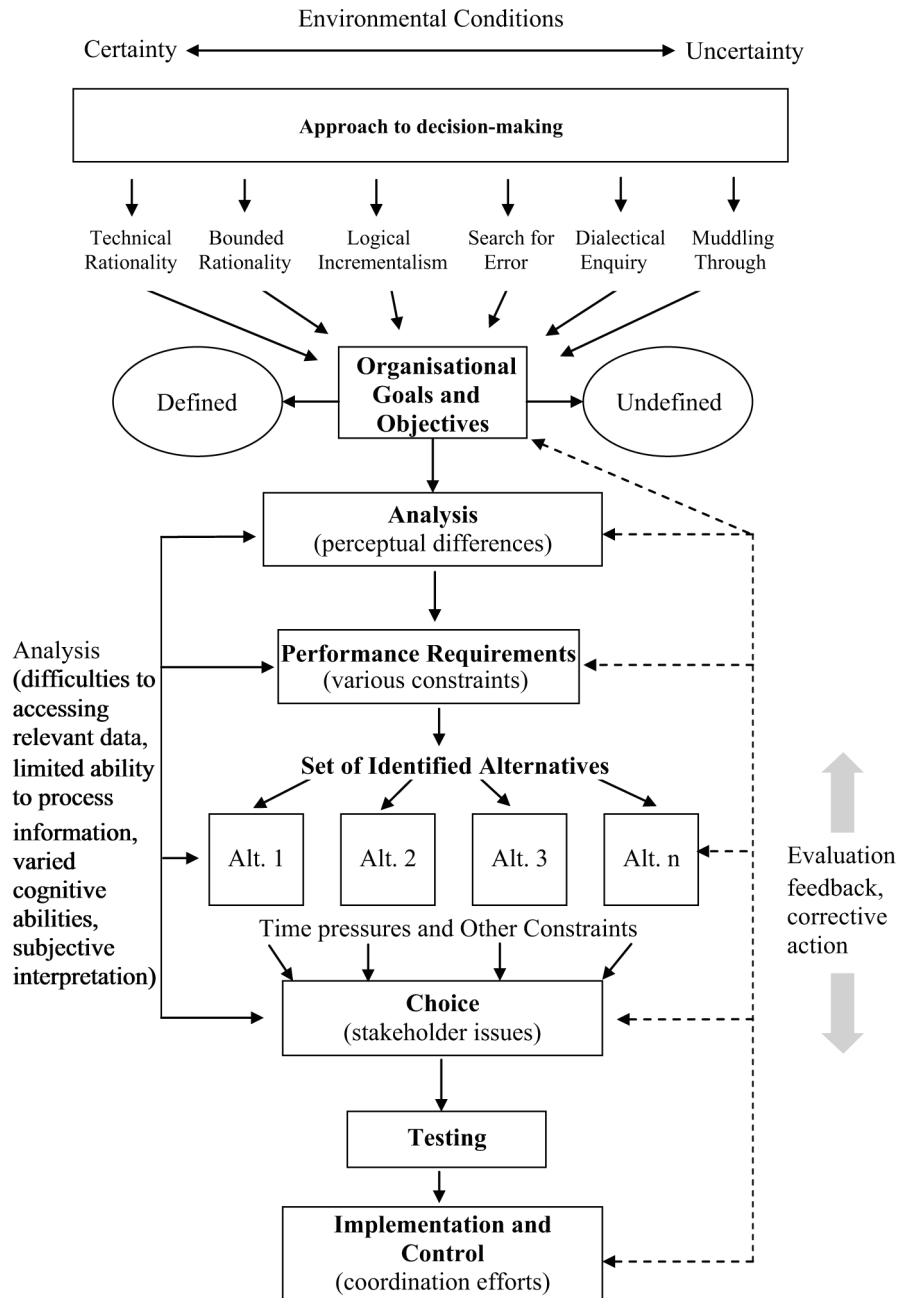 Environmental Conditions
Certainty
Uncertainty
Approach to decision-making
Technical
Rationality
Bounded
Rationality
Logical
Incrementalism
Search for
Error
Dialectical
Enquiry
Muddling
Through
Organisational
Goals and
Objectives
Defined
Undefined
Analysis
(perceptual differences)
Performance Requirements
(various constraints)
Analysis
(difficulties to
accessing
relevant data,
limited ability
to process
information,
varied
cognitive
abilities,
subjective
interpretation)
Set of Identified Alternatives
Alt. 1
Alt. 2
Alt. 3
Alt. n
Evaluation
feedback,
corrective
action
Time pressures and Other Constraints
Choice
(stakeholder issues)
Testing
Implementation and
Control
(coordination efforts)